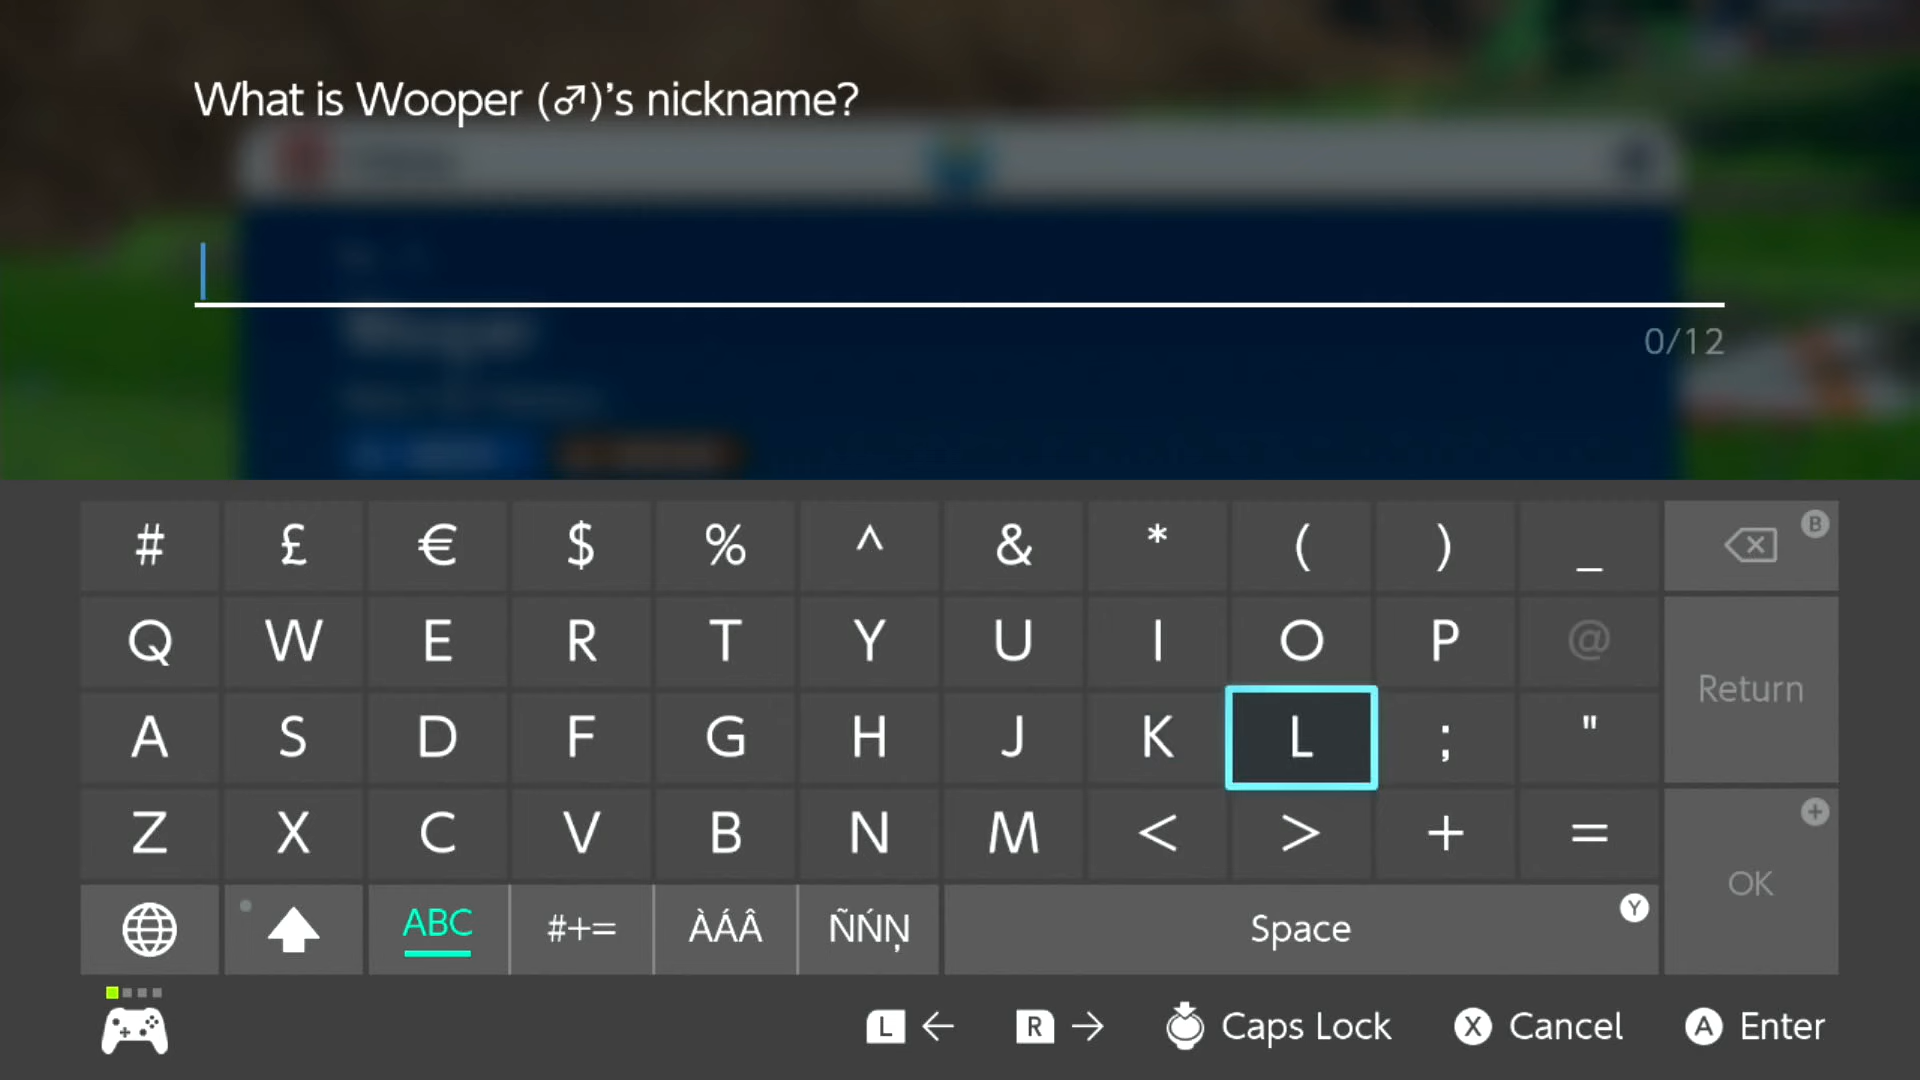 What is Wooper (♂)'s nickname?
0/12
# £ € $ % ^ & * ( ) _ B
Q W E R T Y U I O P @ Return
A S D F G H J K L ; "
Z X C V B N M < > + = OK
ABC #+= ÀÁÂ ÑŃŅ Space Y
L ← R → Caps Lock X Cancel A Enter